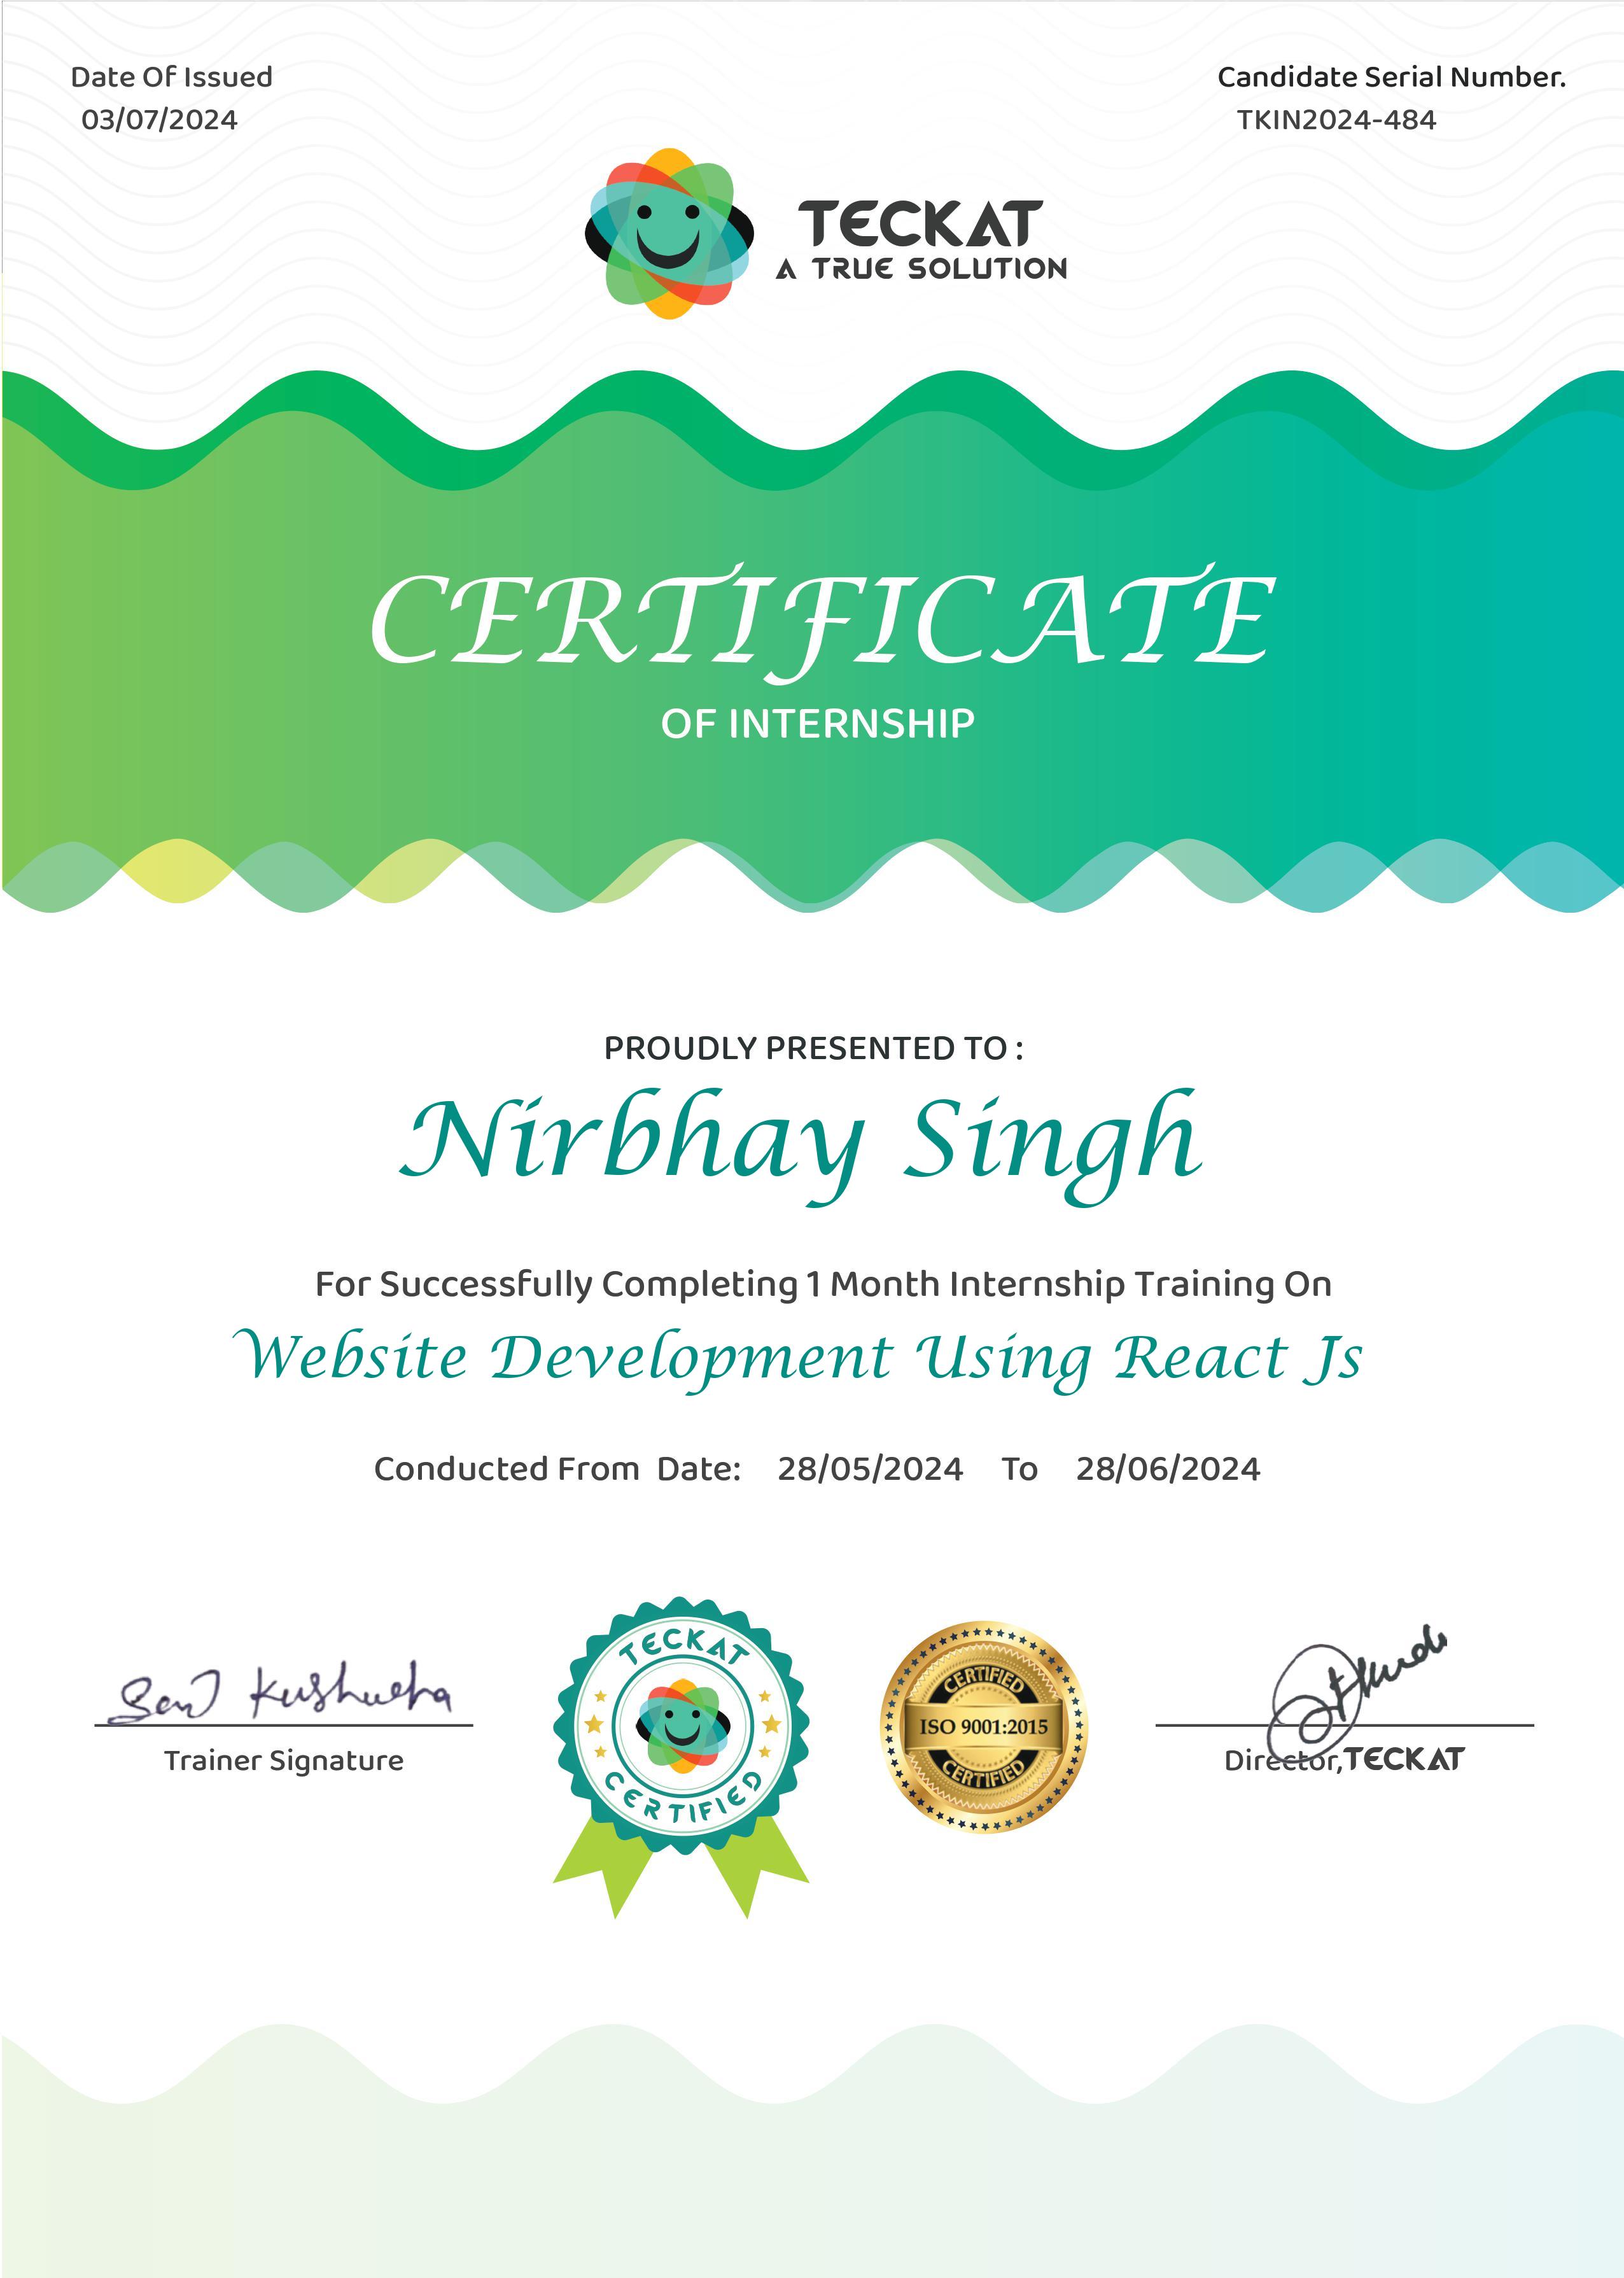 Date Of Issued
03/07/2024
Candidate Serial Number.
TKIN2024-484
TECKAT
A TRUE SOLUTION
CERTIFICATE
OF INTERNSHIP
PROUDLY PRESENTED TO :
Nirbhay Singh
For Successfully Completing 1 Month Internship Training On
Website Development Using React Js
Conducted From Date: 28/05/2024 To 28/06/2024
Trainer Signature
TECKAT
CERTIFIED
CERTIFIED
ISO 9001:2015
CERTIFIED
Director,TECKAT